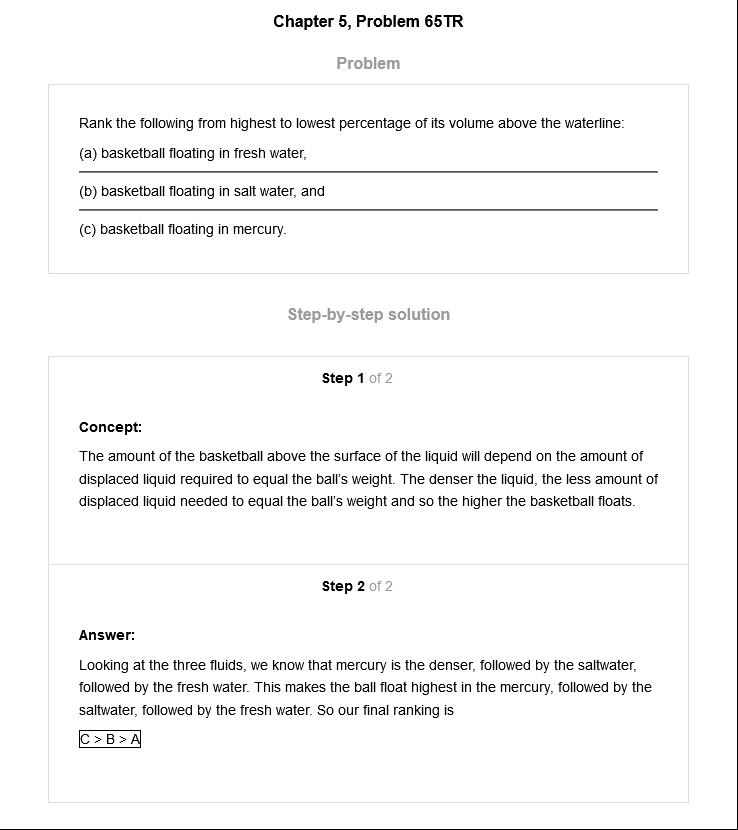 Chapter 5, Problem 65TR
Problem
Rank the following from highest to lowest percentage of its volume above the waterline:
(a) basketball floating in fresh water,
(b) basketball floating in salt water, and
(c) basketball floating in mercury.
Step-by-step solution
Step 1 of 2
Concept:
The amount of the basketball above the surface of the liquid will depend on the amount of
displaced liquid required to equal the ball's weight. The denser the liquid, the less amount of
displaced liquid needed to equal the ball's weight and so the higher the basketball floats.
Step 2 of 2
Answer:
Looking at the three fluids, we know that mercury is the denser, followed by the saltwater,
followed by the fresh water. This makes the ball float highest in the mercury, followed by the
saltwater, followed by the fresh water. So our final ranking is
C > B > A